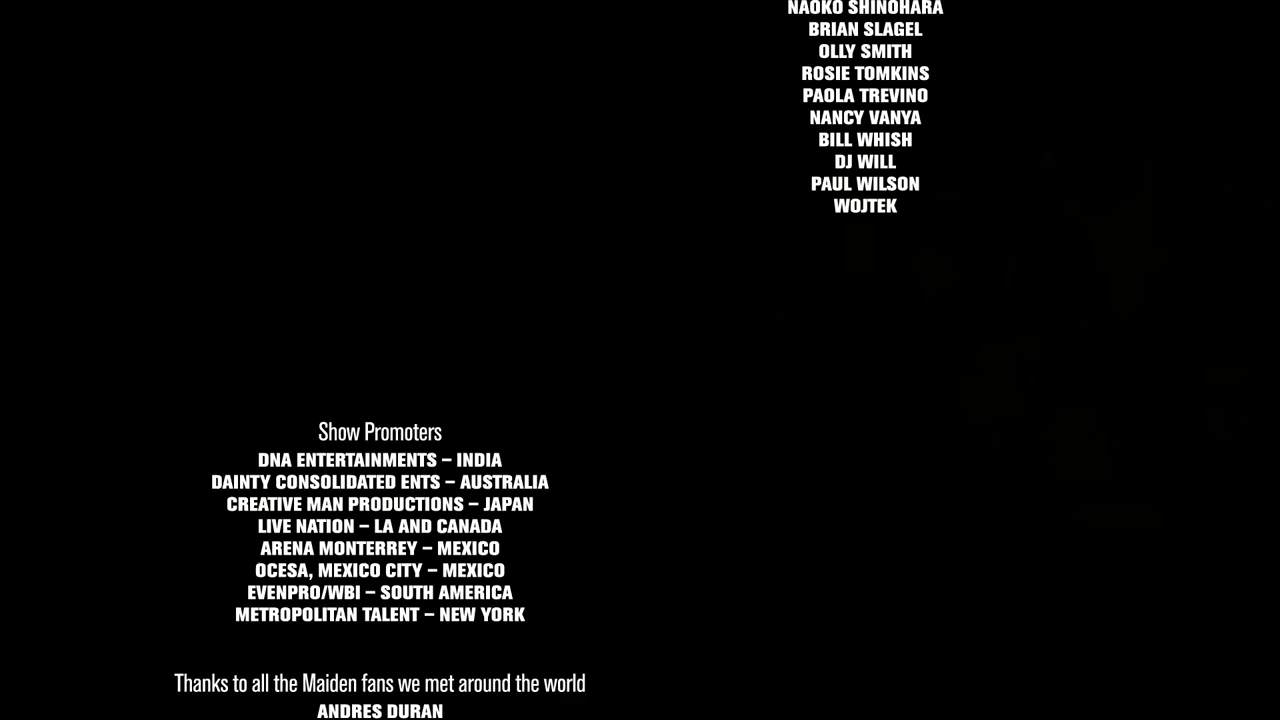 NAOKO SHINOHARA
BRIAN SLAGEL
OLLY SMITH
ROSIE TOMKINS
PAOLA TREVINO
NANCY VANYA
BILL WHISH
DJ WILL
PAUL WILSON
WOJTEK
Show Promoters
DNA ENTERTAINMENTS – INDIA
DAINTY CONSOLIDATED ENTS – AUSTRALIA
CREATIVE MAN PRODUCTIONS – JAPAN
LIVE NATION – LA AND CANADA
ARENA MONTERREY – MEXICO
OCESA, MEXICO CITY – MEXICO
EVENPRO/WBI – SOUTH AMERICA
METROPOLITAN TALENT – NEW YORK
Thanks to all the Maiden fans we met around the world
ANDRES DURAN